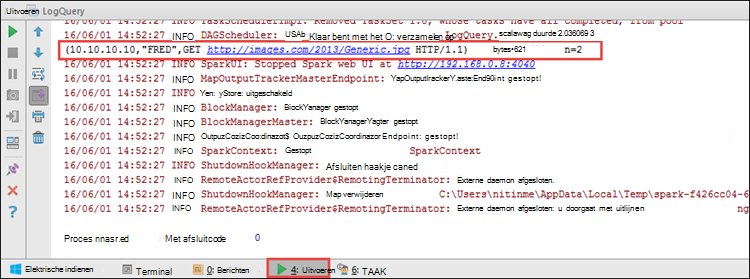 Uitvoeren LogQuery
16/06/01 14:52:27 INFO TaskSchedulerImpl: Removed TaskSet 1.0, whose tasks have all completed, from pool
16/06/01 14:52:27 INFO DAGScheduler: USAb Klaar bent met het O: verzamelen op LogQuery. scalawag duurde 2.036069 3
(10.10.10.10,"FRED",GET http://images.com/2013/Generic.jpg HTTP/1.1) bytes=621 n=2
16/06/01 14:52:27 INFO SparkUI: Stopped Spark web UI at http://192.168.0.8:4040
16/06/01 14:52:27 INFO MapOutputTrackerMasterEndpoint: YapOutputtrackerY.aste:End90int gestopt!
16/06/01 14:52:27 INFO Yen: yStore: uitgeschakeld
16/06/01 14:52:27 INFO BlockManager: BlockYanager gestopt
16/06/01 14:52:27 INFO BlockManagerMaster: BlockYanagerYagter gestopt
16/06/01 14:52:27 INFO OutpuzCozizCoo:dinazot$ OuzpuzCozizCoordinazor Endpoint: gestopt!
16/06/01 14:52:27 INFO SparkContext: Gestopt SparkContext
16/06/01 14:52:27 INFO ShutdownHookManager: Afsluiten haakje caned
16/06/01 14:52:27 INFO RemoteActorRefProvider$RemotingTerminator: Externe daemon afgesloten.
16/06/01 14:52:27 INFO ShutdownHookManager: Map verwijderen C:\Users\nitinme\AppData\Local\Temp\spark-f426cc04-6
16/06/01 14:52:27 INFO RemoteActorRefProvider$RemotingTerminator: Externe daemon afgesloten: u doorgaat met uitlijnen ng
Proces nnasr.ed Met afsluitcode 0
Elektrische indienen Terminal 0: Berichten 4: Uitvoeren 6: TAAK